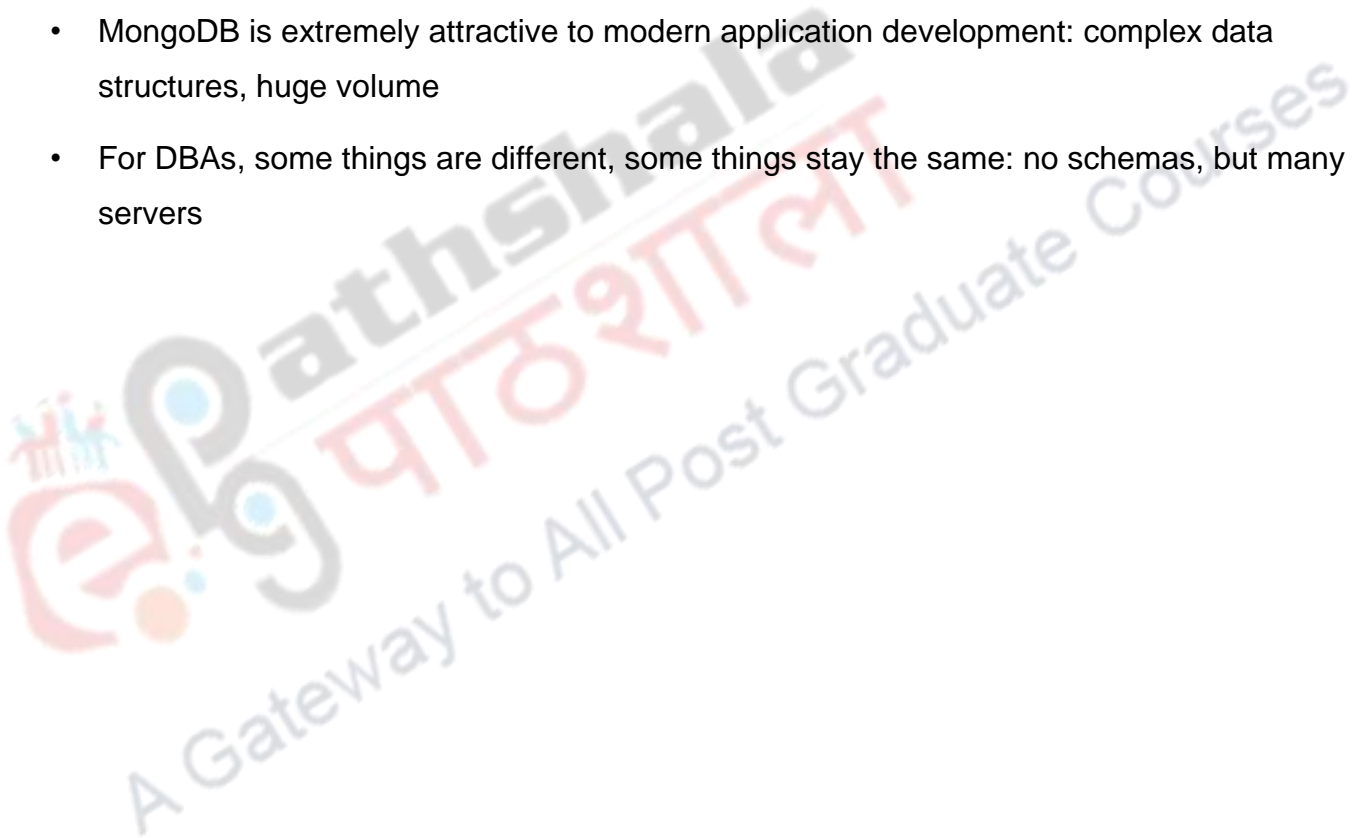 • MongoDB is extremely attractive to modern application development: complex data
structures, huge volume
• For DBAs, some things are different, some things stay the same: no schemas, but many
servers
Pathshala
पाठशाला
A Gateway to All Post Graduate Courses